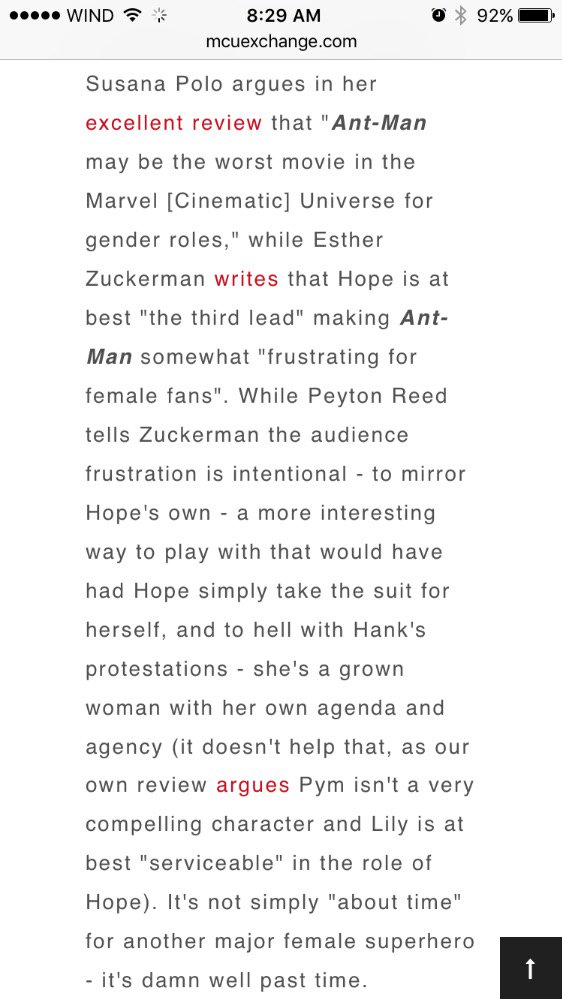 WIND 8:29 AM 92%
mcuexchange.com
Susana Polo argues in her
excellent review that "Ant-Man
may be the worst movie in the
Marvel [Cinematic] Universe for
gender roles," while Esther
Zuckerman writes that Hope is at
best "the third lead" making Ant-
Man somewhat "frustrating for
female fans". While Peyton Reed
tells Zuckerman the audience
frustration is intentional - to mirror
Hope's own - a more interesting
way to play with that would have
had Hope simply take the suit for
herself, and to hell with Hank's
protestations - she's a grown
woman with her own agenda and
agency (it doesn't help that, as our
own review argues Pym isn't a very
compelling character and Lily is at
best "serviceable" in the role of
Hope). It's not simply "about time"
for another major female superhero
- it's damn well past time.